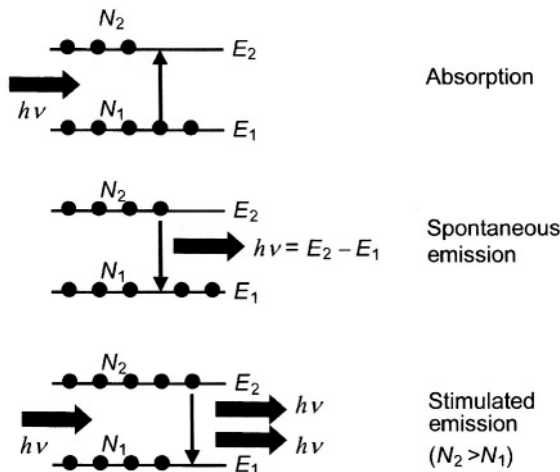 N₂
E₂
hν
Absorption
N₁
E₁
N₂
E₂
hν = E₂ – E₁
Spontaneous
emission
N₁
E₁
N₂
E₂
hν
hν
hν
Stimulated
emission
(N₂ >N₁)
N₁
E₁